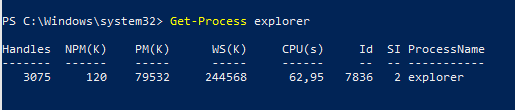 PS C:\Windows\system32> Get-Process explorer
Handles  NPM(K)    PM(K)      WS(K)     CPU(s)     Id  SI ProcessName
-------  ------    -----      -----     ------     --  -- -----------
   3075     120    79532     244568      62,95   7836   2 explorer